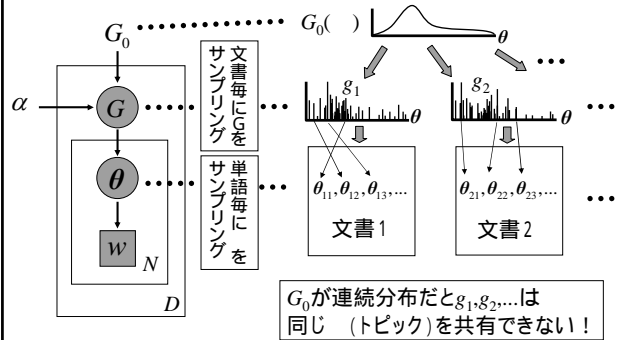 G₀
G₀(　)
θ
α
G
θ
w
N
D
文書毎にGを
サンプリング
単語毎に　を
サンプリング
g₁
g₂
θ
θ
θ₁₁,θ₁₂,θ₁₃,...
θ₂₁,θ₂₂,θ₂₃,...
文書1
文書2
G₀が連続分布だとg₁,g₂,...は
同じ　(トピック)を共有できない!